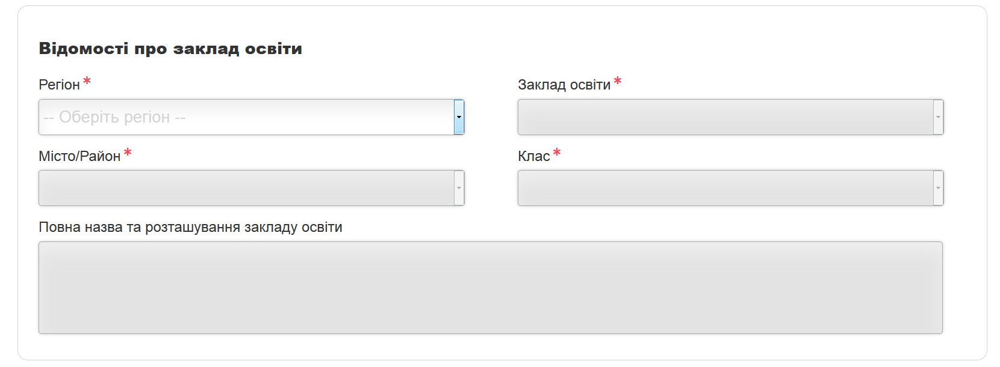 Відомості про заклад освіти
Регіон *
-- Оберіть регіон --
Заклад освіти *
Місто/Район *
Клас *
Повна назва та розташування закладу освіти